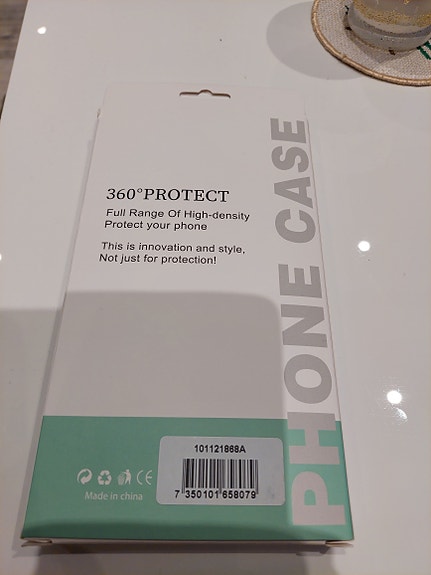 360°PROTECT
Full Range Of High-density
Protect your phone
This is innovation and style,
Not just for protection!
PHONE CASE
101121868A
7 350101 658079
CE
Made in china